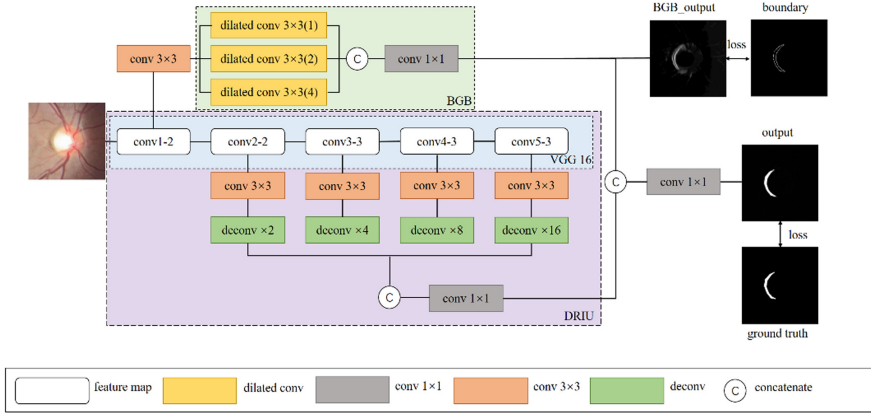 BGB_output
boundary
dilated conv 3×3(1)
conv 3×3
dilated conv 3×3(2)
C
conv 1×1
loss
dilated conv 3×3(4)
BGB
conv1-2
conv2-2
conv3-3
conv4-3
conv5-3
VGG 16
output
conv 3×3
conv 3×3
conv 3×3
conv 3×3
C
conv 1×1
deconv ×2
deconv ×4
deconv ×8
deconv ×16
loss
C
conv 1×1
DRIU
ground truth
feature map
dilated conv
conv 1×1
conv 3×3
deconv
C
concatenate